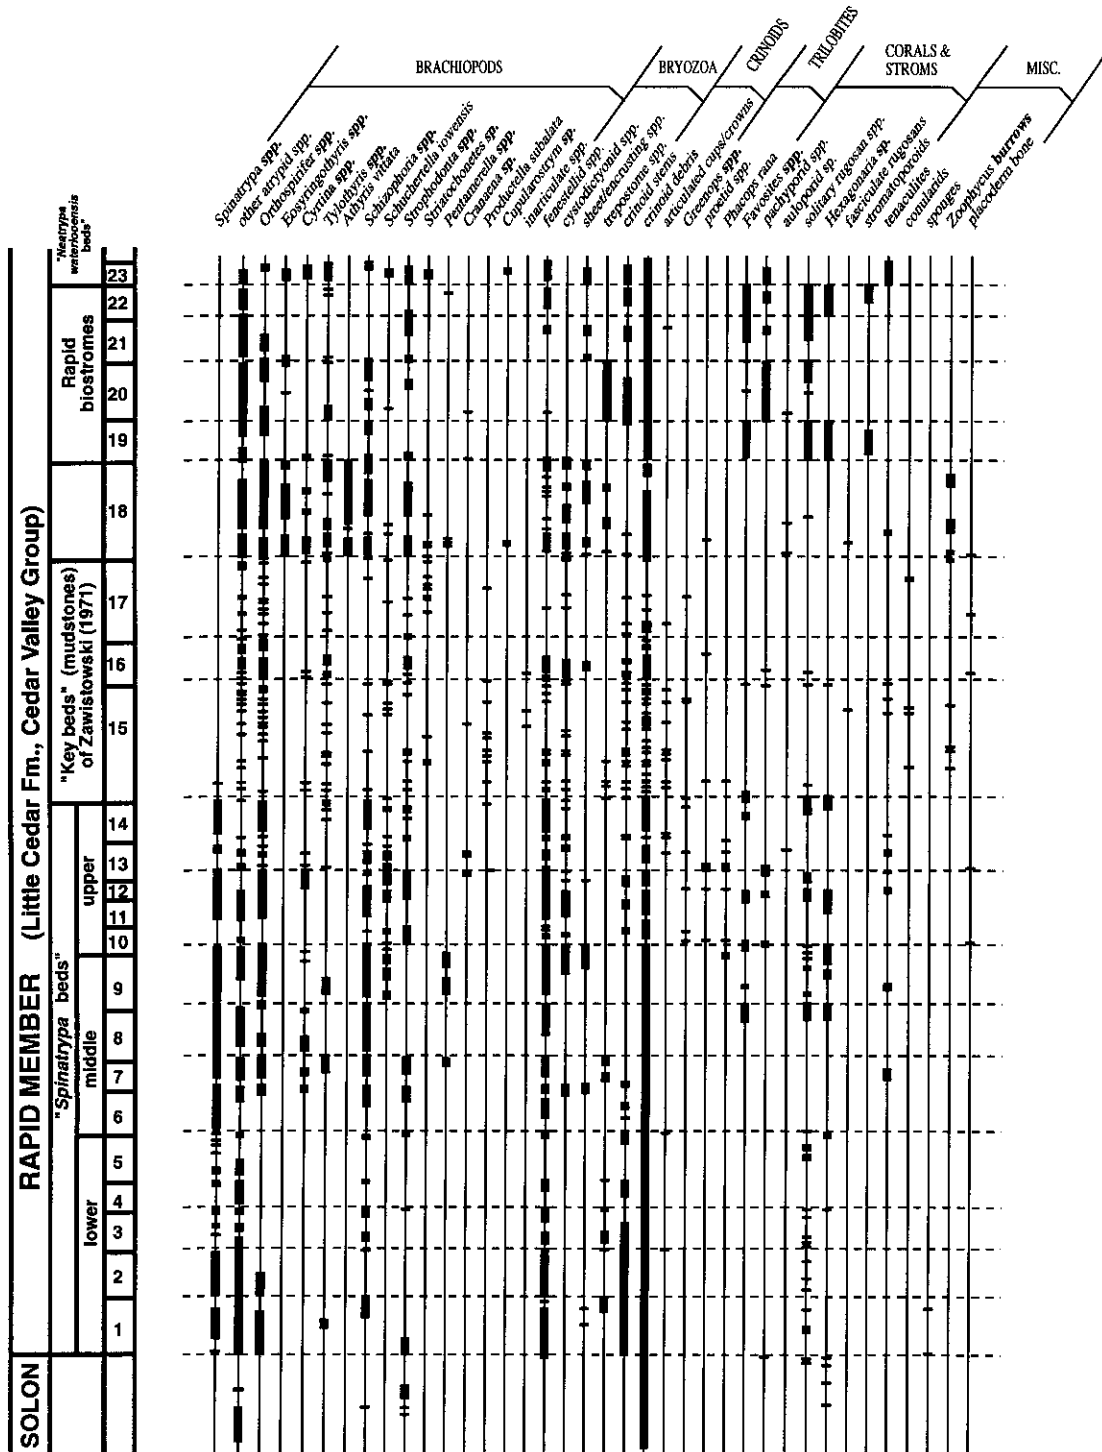 BRACHIOPODS
BRYOZOA
CRINOIDS
TRILOBITES
CORALS &
STROMS
MISC.
Spinatrypa spp.
other atrypid spp.
Orthospirifer spp.
Eosyringothyris spp.
Cyrtina spp.
Tylothyris spp.
Athyris vittata
Schizophoria spp.
Schuchertella iowensis
Strophodonta spp.
Striatochonetes sp.
Pentamerella spp.
Cranaena sp.
Productella subalata
Cupularostrum sp.
inarticulate spp.
fenestellid spp.
cystodictyonid spp.
sheet/encrusting spp.
trepostome spp.
crinoid stems
crinoid debris
articulated cups/crowns
Greenops spp.
proetid spp.
Phacops rana
Favosites spp.
pachyporid spp.
auloporid sp.
solitary rugosan spp.
Hexagonaria sp.
fasciculate rugosans
stromatoporoids
tenaculites
conularids
sponges
Zoophycus burrows
placoderm bone
"Neatrypa
waterlooensis
beds"
Rapid
biostromes
"Key beds" (mudstones)
of Zawistowski (1971)
"Spinatrypa beds"
upper
middle
lower
RAPID MEMBER (Little Cedar Fm., Cedar Valley Group)
SOLON
23
22
21
20
19
18
17
16
15
14
13
12
11
10
9
8
7
6
5
4
3
2
1